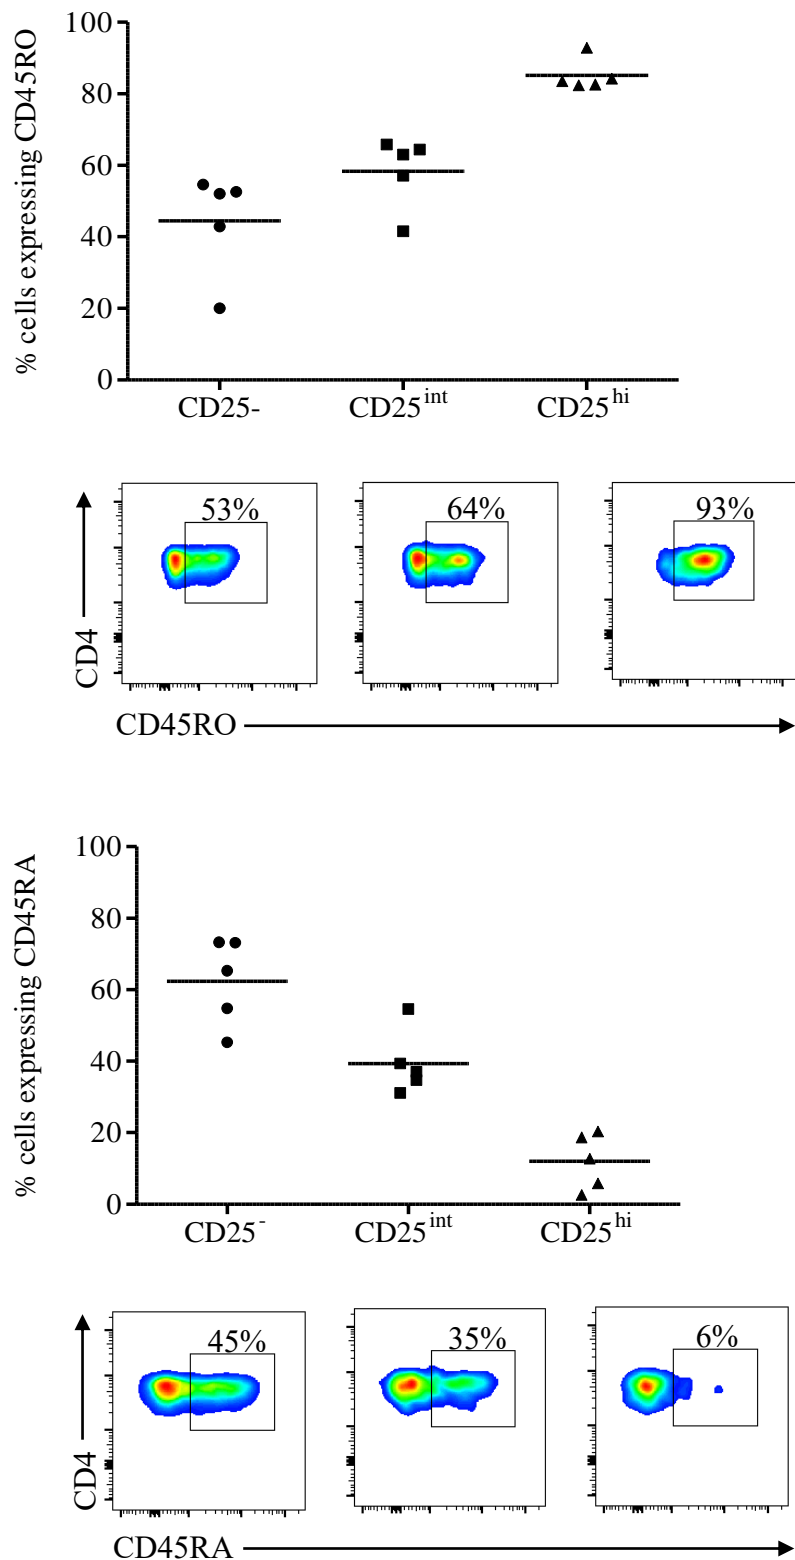 % cells expressing CD45RO
100
80
60
40
20
0
CD25- CD25int CD25hi
53% 64% 93%
CD4
CD45RO
% cells expressing CD45RA
100
80
60
40
20
0
CD25- CD25int CD25hi
45% 35% 6%
CD4
CD45RA